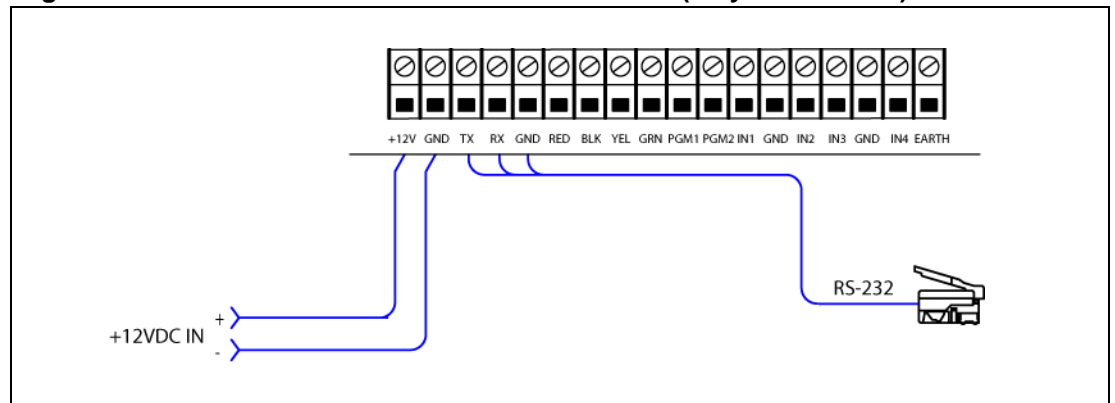 +12V GND TX RX GND RED BLK YEL GRN PGM1 PGM2 IN1 GND IN2 IN3 GND IN4 EARTH
RS-232
+
+12VDC IN
-